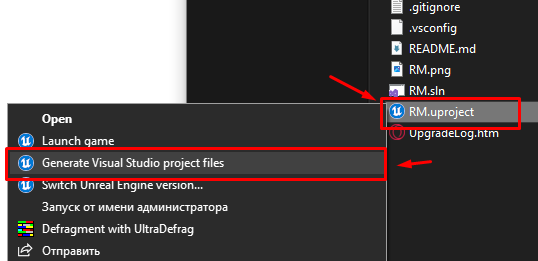 .gitignore
.vsconfig
README.md
RM.png
RM.sln
RM.uproject
UpgradeLog.htm
Open
Launch game
Generate Visual Studio project files
Switch Unreal Engine version...
Запуск от имени администратора
Defragment with UltraDefrag
Отправить